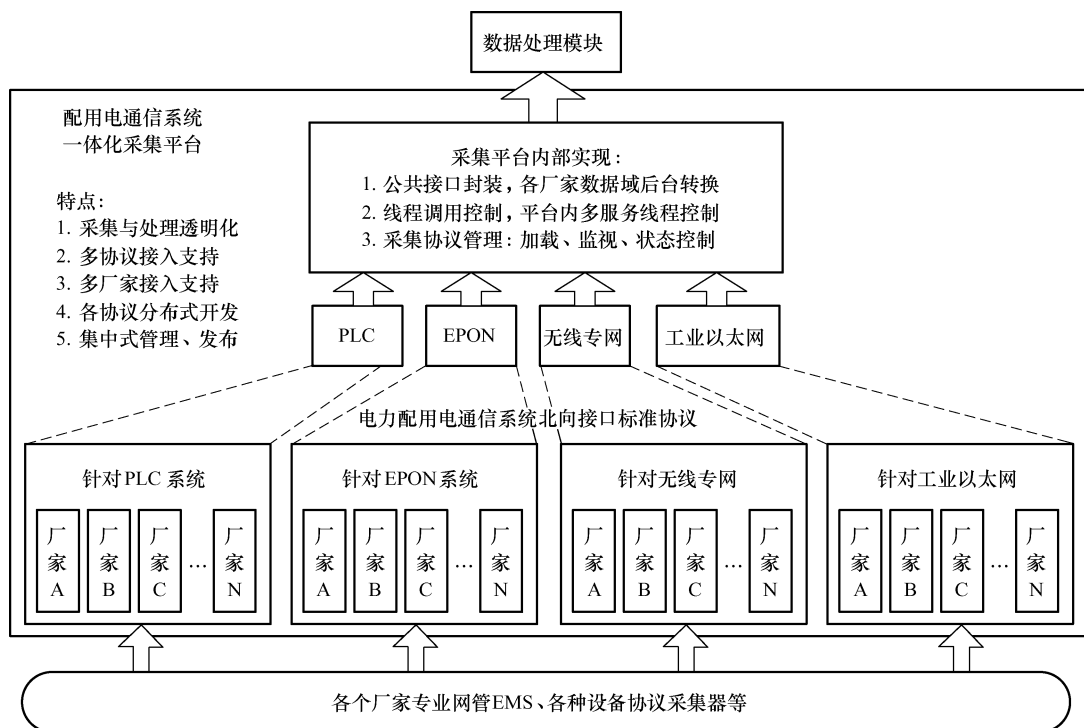 数据处理模块
配用电通信系统
一体化采集平台
特点：
1. 采集与处理透明化
2. 多协议接入支持
3. 多厂家接入支持
4. 各协议分布式开发
5. 集中式管理、发布
采集平台内部实现：
1. 公共接口封装，各厂家数据域后台转换
2. 线程调用控制，平台内多服务线程控制
3. 采集协议管理：加载、监视、状态控制
PLC
EPON
无线专网
工业以太网
电力配用电通信系统北向接口标准协议
针对PLC 系统
厂家A
厂家B
厂家C
…
厂家N
针对EPON系统
厂家A
厂家B
厂家C
…
厂家N
针对无线专网
厂家A
厂家B
厂家C
…
厂家N
针对工业以太网
厂家A
厂家B
厂家C
…
厂家N
各个厂家专业网管EMS、各种设备协议采集器等